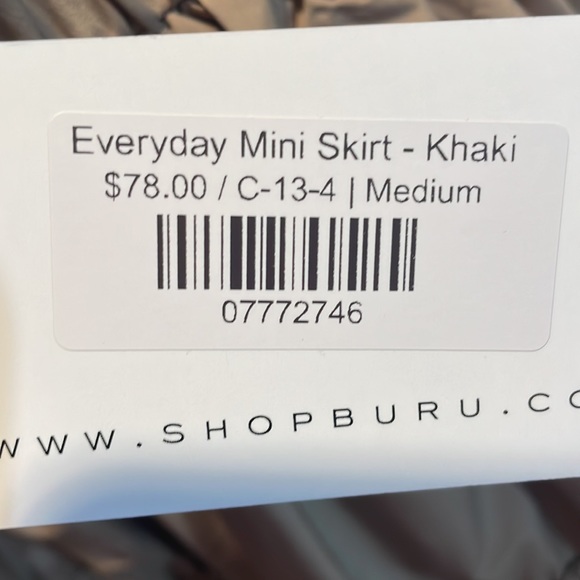 Everyday Mini Skirt - Khaki
$78.00 / C-13-4 | Medium
07772746
WWW.SHOPBURU.CO